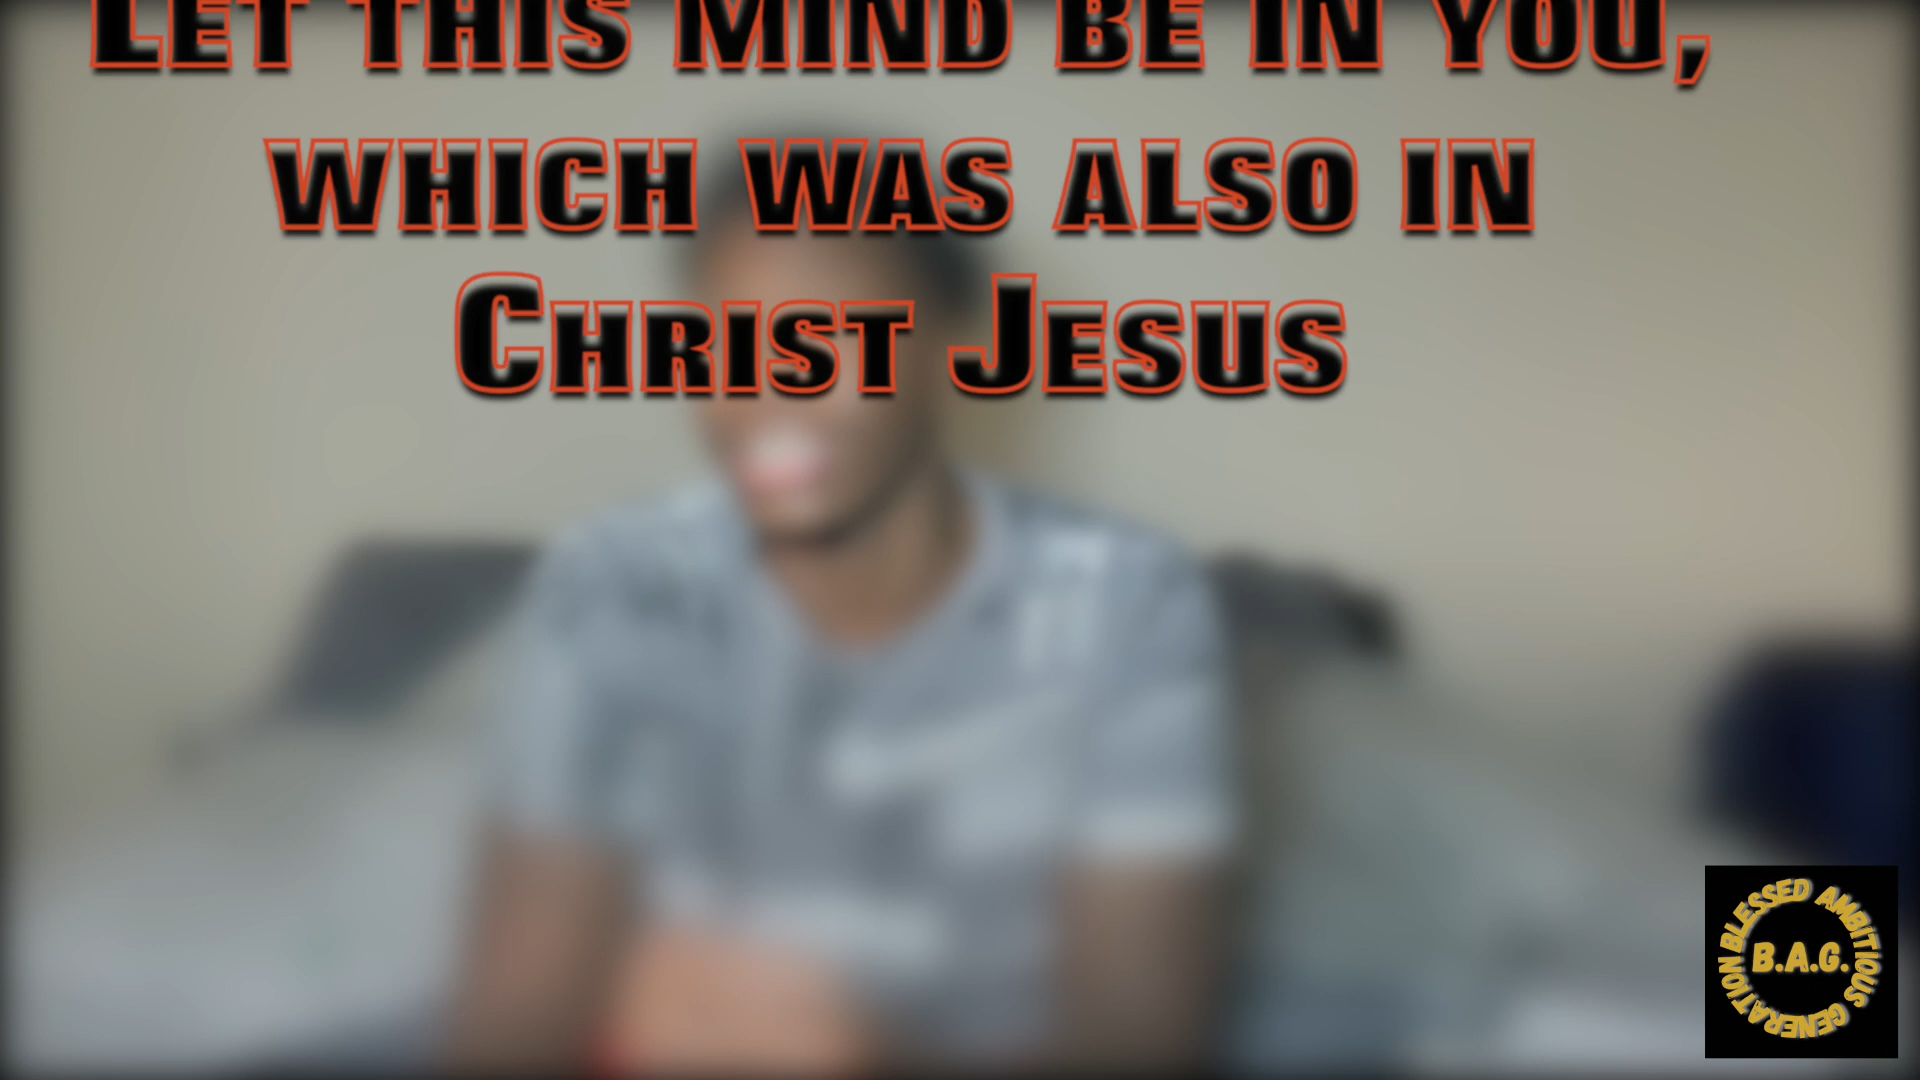 Let this Mind be in you,
which was also in
Christ Jesus
BLESSED AMBITIOUS GENERATION
B.A.G.